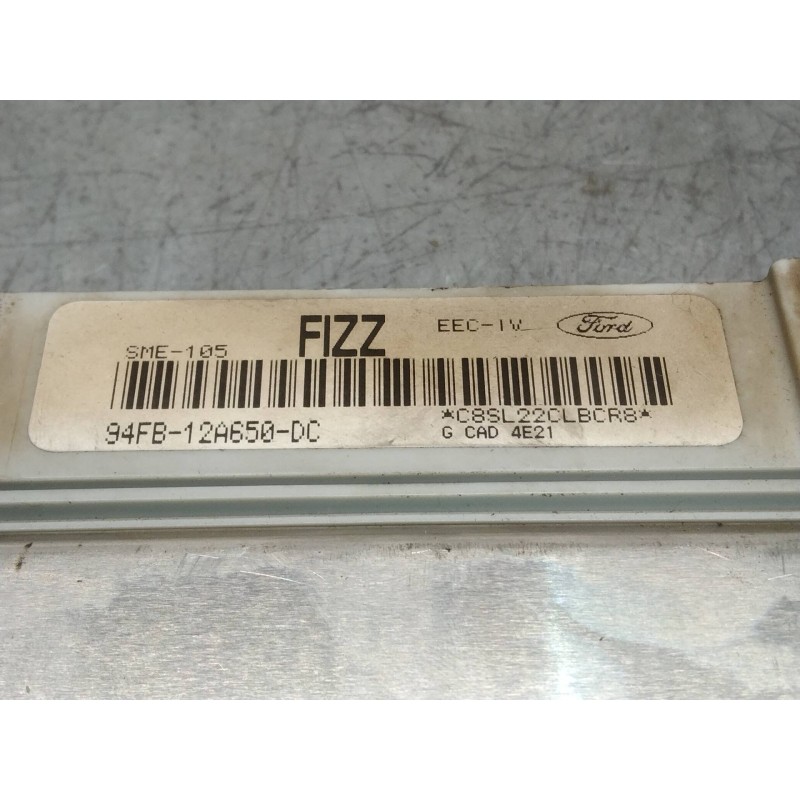 FIZZ EEC-IV Ford
SME-105
*C8SL22CLBCR8*
94FB-12A650-DC
G CAD 4E21